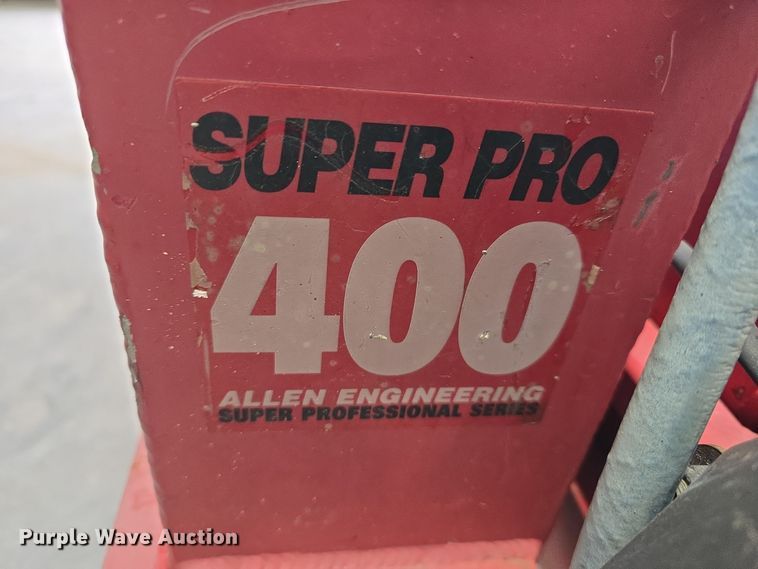 SUPER PRO
400
ALLEN ENGINEERING
SUPER PROFESSIONAL SERIES
Purple Wave Auction